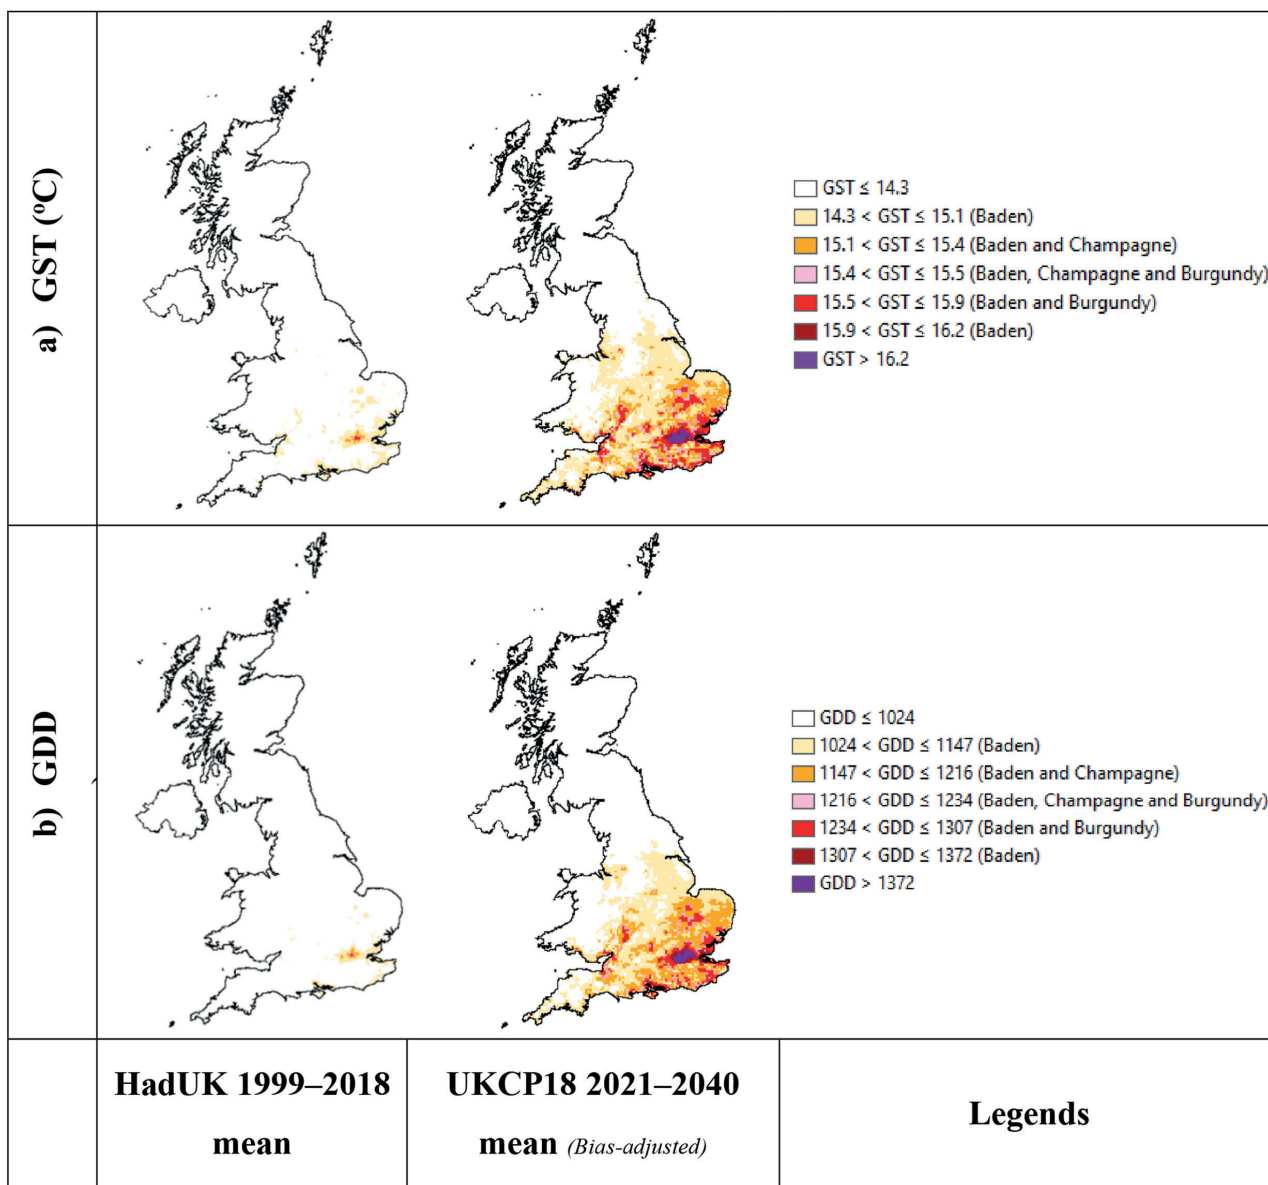 a) GST (ºC)
GST ≤ 14.3
14.3 < GST ≤ 15.1 (Baden)
15.1 < GST ≤ 15.4 (Baden and Champagne)
15.4 < GST ≤ 15.5 (Baden, Champagne and Burgundy)
15.5 < GST ≤ 15.9 (Baden and Burgundy)
15.9 < GST ≤ 16.2 (Baden)
GST > 16.2
b) GDD
GDD ≤ 1024
1024 < GDD ≤ 1147 (Baden)
1147 < GDD ≤ 1216 (Baden and Champagne)
1216 < GDD ≤ 1234 (Baden, Champagne and Burgundy)
1234 < GDD ≤ 1307 (Baden and Burgundy)
1307 < GDD ≤ 1372 (Baden)
GDD > 1372
HadUK 1999–2018
mean
UKCP18 2021–2040
mean (Bias-adjusted)
Legends